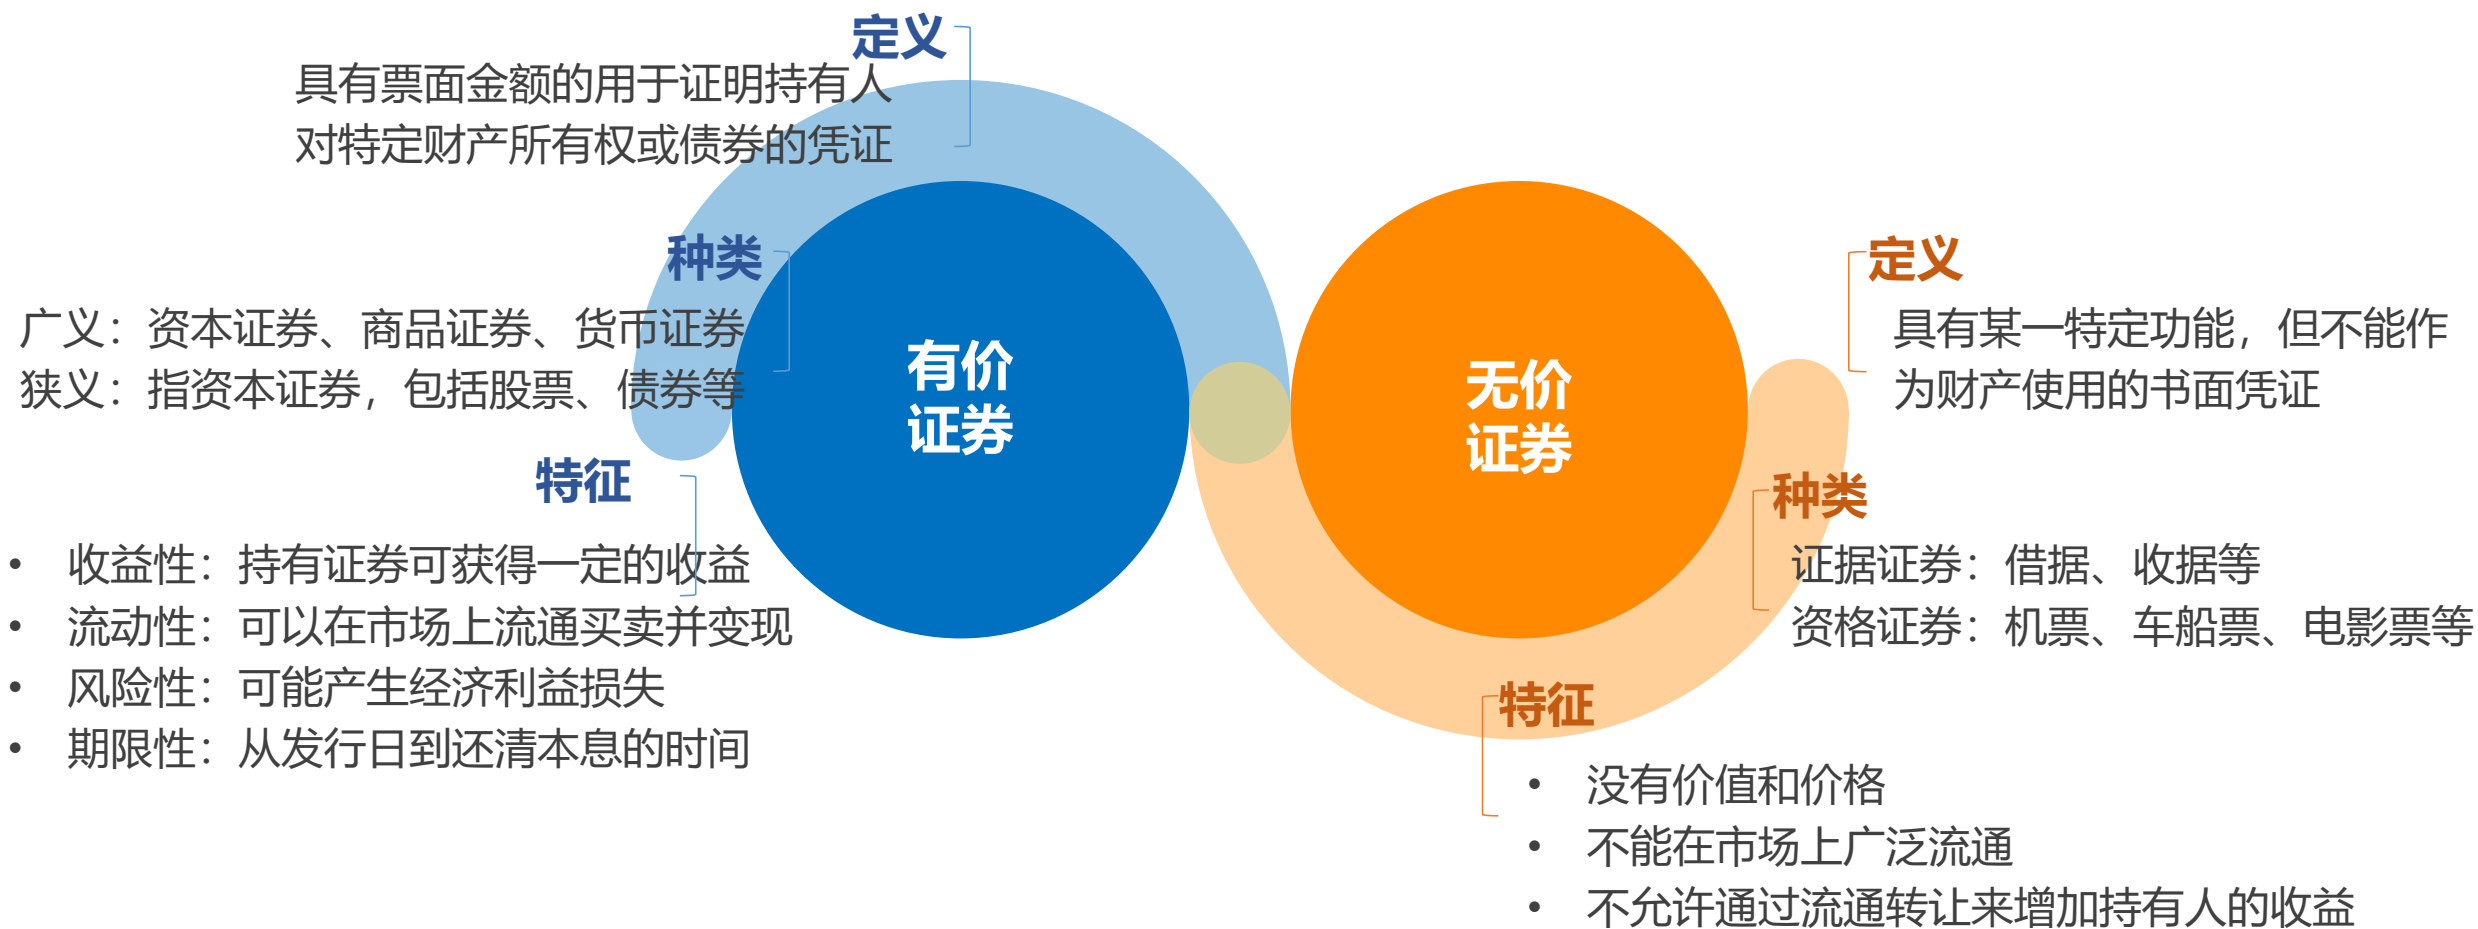 定义
具有票面金额的用于证明持有人
对特定财产所有权或债券的凭证
种类
广义：资本证券、商品证券、货币证券
狭义：指资本证券，包括股票、债券等
特征
• 收益性：持有证券可获得一定的收益
• 流动性：可以在市场上流通买卖并变现
• 风险性：可能产生经济利益损失
• 期限性：从发行日到还清本息的时间
有价
证券
无价
证券
定义
具有某一特定功能，但不能作
为财产使用的书面凭证
种类
证据证券：借据、收据等
资格证券：机票、车船票、电影票等
特征
• 没有价值和价格
• 不能在市场上广泛流通
• 不允许通过流通转让来增加持有人的收益